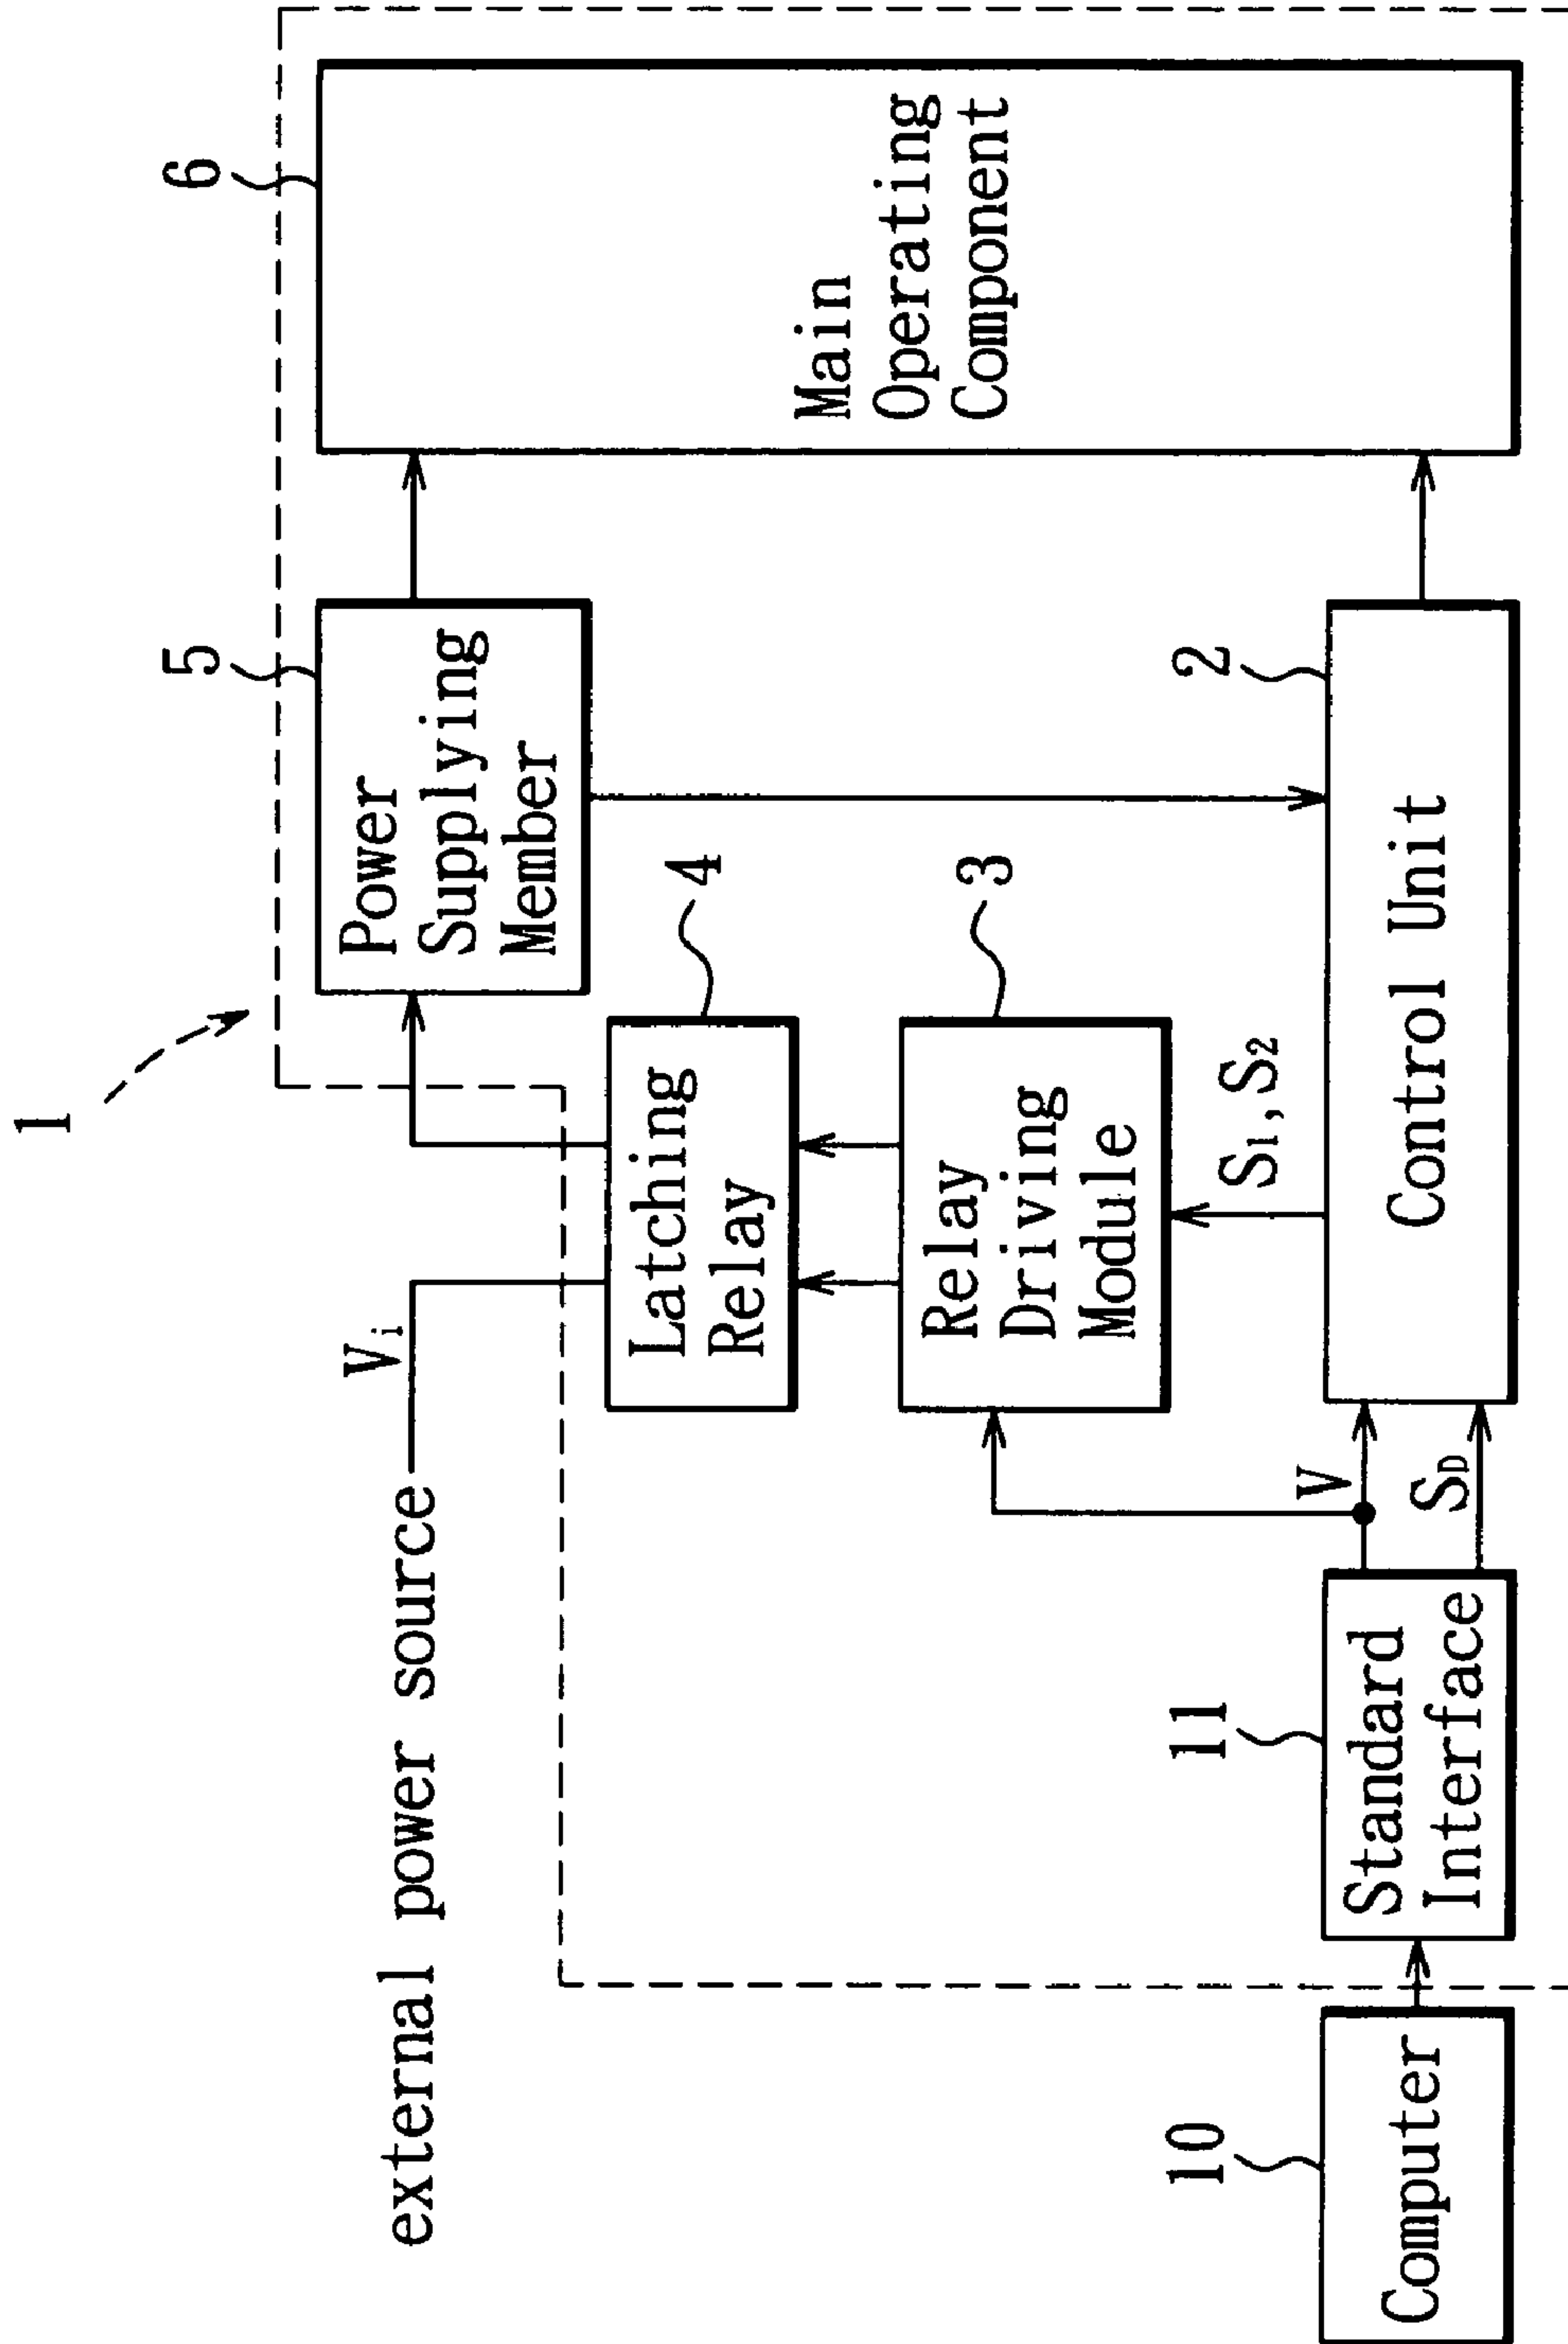 1
external power source
Vi
5
Power
Supplying
Member
6
Main
Operating
Component
4
Latching
Relay
3
Relay
Driving
Module
S1, S2
2
Control Unit
V
SD
11
Standard
Interface
10
Computer